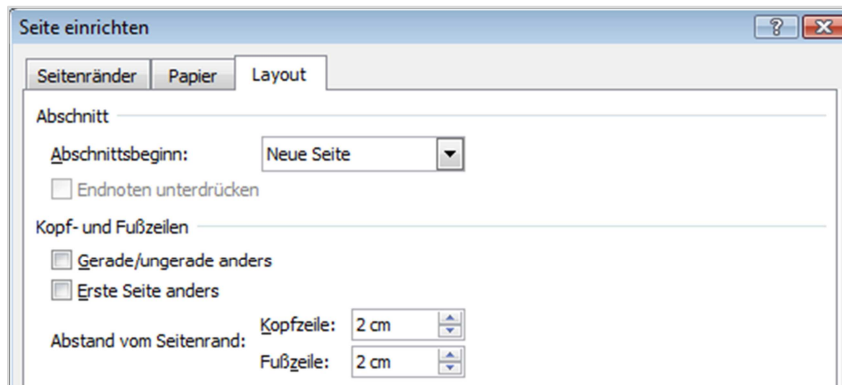 Seite einrichten
Seitenränder Papier Layout
Abschnitt
Abschnittsbeginn: Neue Seite
Endnoten unterdrücken
Kopf- und Fußzeilen
Gerade/ungerade anders
Erste Seite anders
Abstand vom Seitenrand:
Kopfzeile: 2 cm
Fußzeile: 2 cm